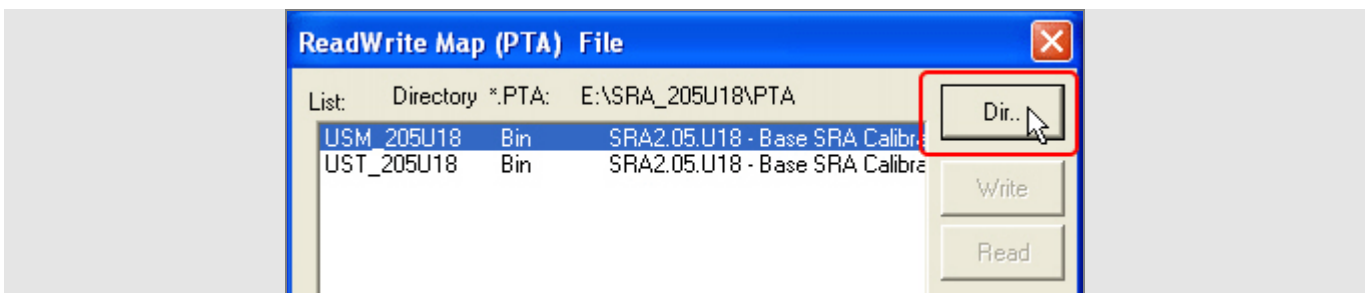 ReadWrite Map (PTA) File
List: Directory *.PTA: E:\SRA_205U18\PTA
Dir..
USM_205U18 Bin SRA2.05.U18 - Base SRA Calibra
UST_205U18 Bin SRA2.05.U18 - Base SRA Calibra
Write
Read